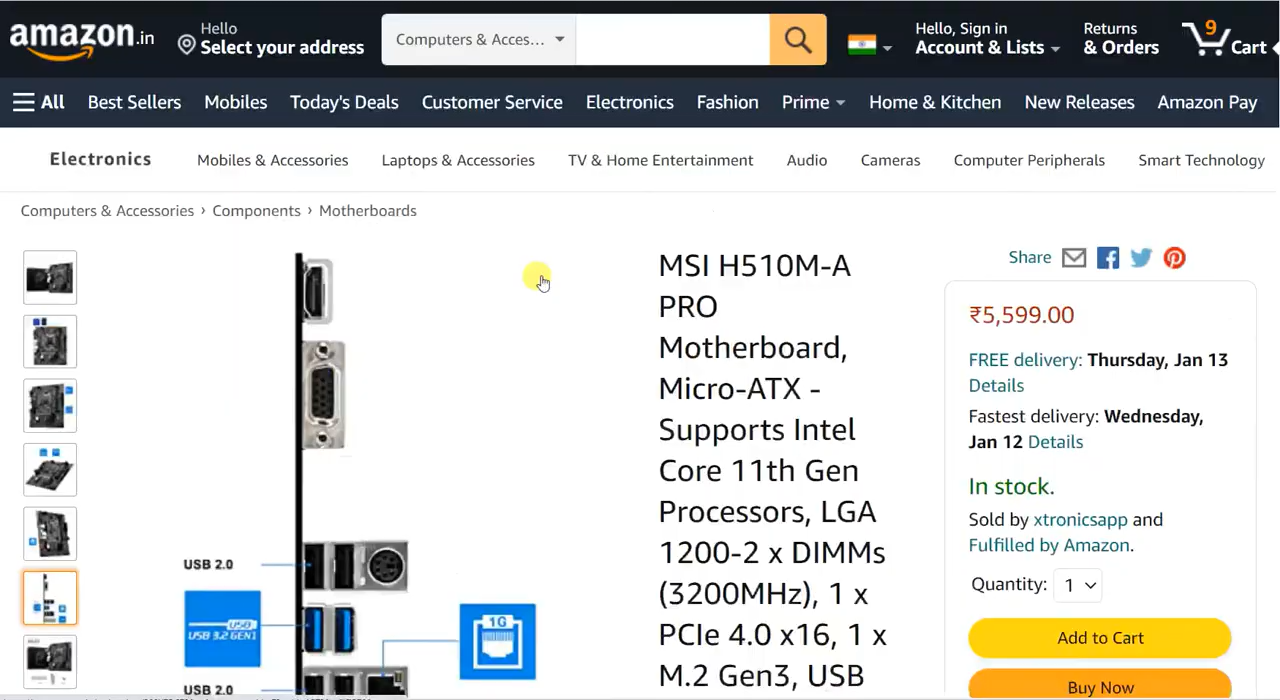 amazon.in
Hello
Select your address
Computers & Acces...
Hello, Sign in
Account & Lists
Returns
& Orders
9
Cart
All
Best Sellers
Mobiles
Today's Deals
Customer Service
Electronics
Fashion
Prime
Home & Kitchen
New Releases
Amazon Pay
Electronics
Mobiles & Accessories
Laptops & Accessories
TV & Home Entertainment
Audio
Cameras
Computer Peripherals
Smart Technology
Computers & Accessories › Components › Motherboards
USB 2.0
USB
USB 3.2 GEN1
1G
USB 2.0
MSI H510M-A
PRO
Motherboard,
Micro-ATX -
Supports Intel
Core 11th Gen
Processors, LGA
1200-2 x DIMMs
(3200MHz), 1 x
PCIe 4.0 x16, 1 x
M.2 Gen3, USB
Share
₹5,599.00
FREE delivery: Thursday, Jan 13
Details
Fastest delivery: Wednesday,
Jan 12 Details
In stock.
Sold by xtronicsapp and
Fulfilled by Amazon.
Quantity: 1
Add to Cart
Buy Now